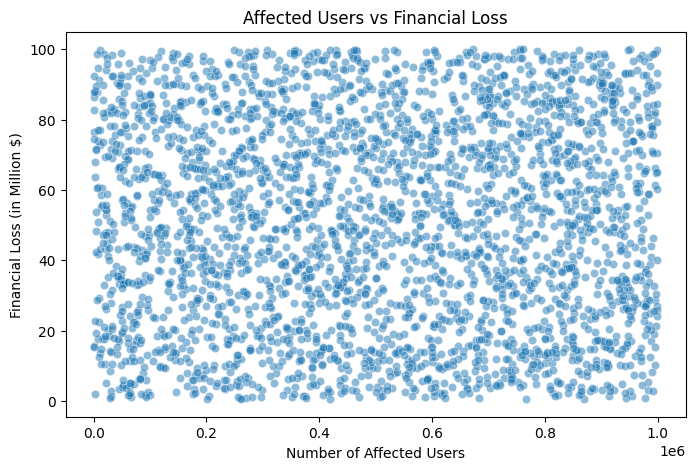 Affected Users vs Financial Loss
100
80
60
40
20
0
Financial Loss (in Million $)
0.0 0.2 0.4 0.6 0.8 1.0
1e6
Number of Affected Users